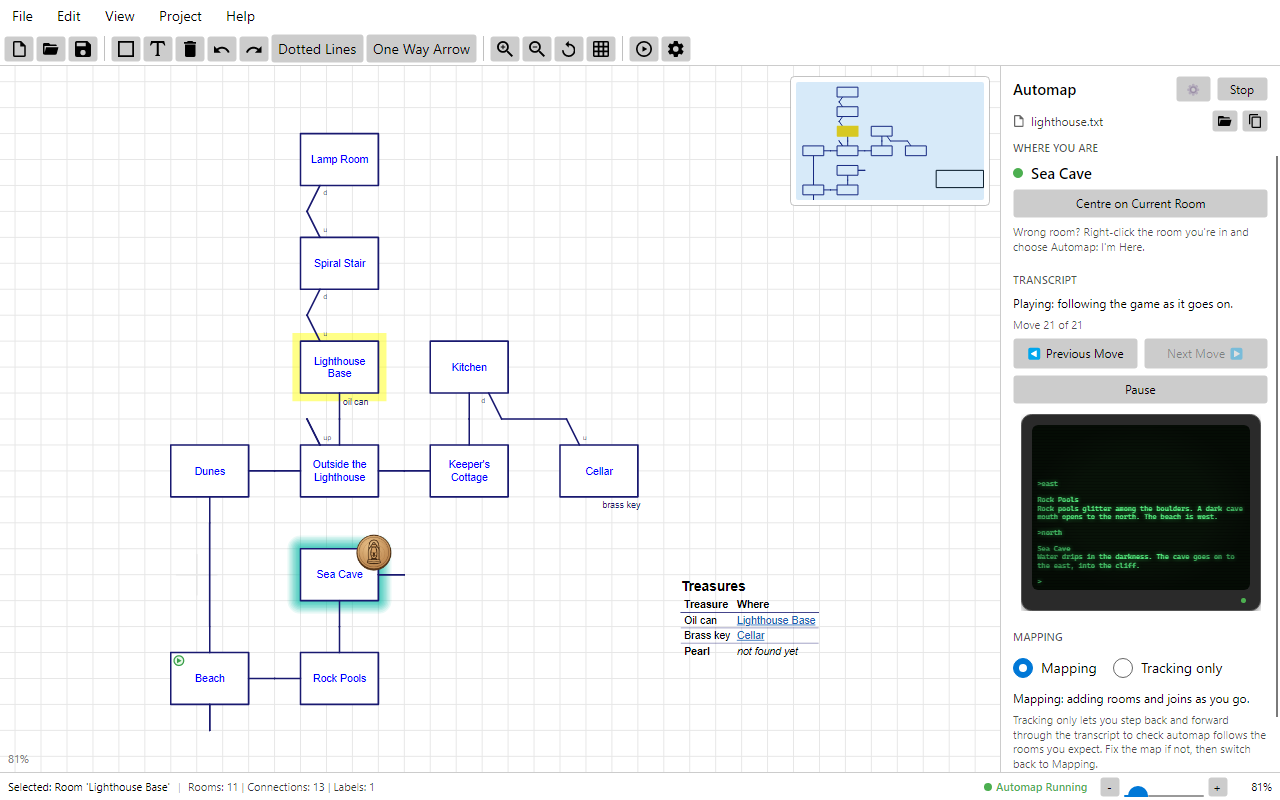 File Edit View Project Help
Dotted Lines One Way Arrow
Lamp Room
d
u
Spiral Stair
d
u
Lighthouse
Base
oil can
Kitchen
d
up
u
Dunes
Outside the
Lighthouse
Keeper's
Cottage
Cellar
brass key
Sea Cave
Beach
Rock Pools
Treasures
Treasure Where
Oil can Lighthouse Base
Brass key Cellar
Pearl not found yet
81%
Automap
Stop
lighthouse.txt
WHERE YOU ARE
Sea Cave
Centre on Current Room
Wrong room? Right-click the room you're in and
choose Automap: I'm Here.
TRANSCRIPT
Playing: following the game as it goes on.
Move 21 of 21
Previous Move Next Move
Pause
>east
Rock Pools
Rock pools glitter among the boulders. A dark cave
mouth opens to the north. The beach is west.
>north
Sea Cave
Water drips in the darkness. The cave goes on to
the east, into the cliff.
>
MAPPING
Mapping Tracking only
Mapping: adding rooms and joins as you go.
Tracking only lets you step back and forward
through the transcript to check automap follows the
rooms you expect. Fix the map if not, then switch
back to Mapping.
Selected: Room 'Lighthouse Base' | Rooms: 11 | Connections: 13 | Labels: 1
Automap Running - + 81%